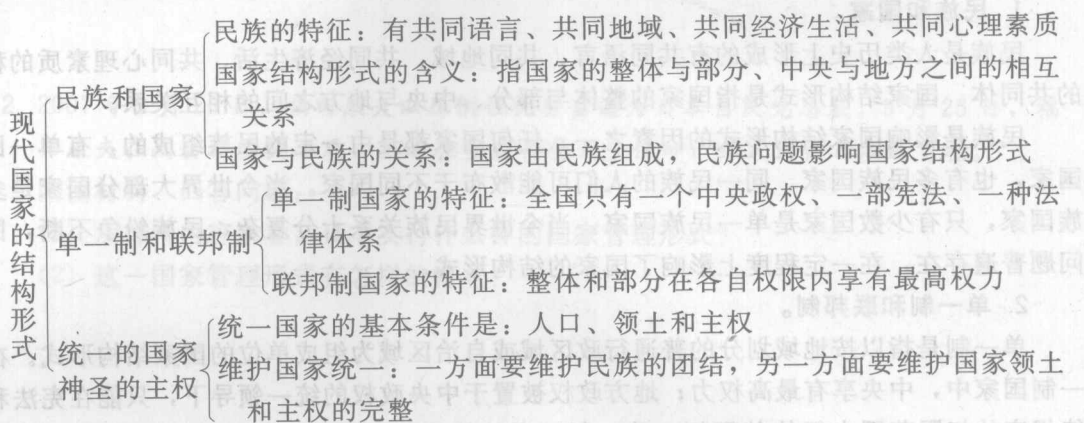 民族的特征：有共同语言、共同地域、共同经济生活、共同心理素质
国家结构形式的含义：指国家的整体与部分、中央与地方之间的相互
民族和国家
关系
国家与民族的关系：国家由民族组成，民族问题影响国家结构形式
现代国家的结构形式
单一制国家的特征：全国只有一个中央政权、一部宪法、一种法
单一制和联邦制
律体系
联邦制国家的特征：整体和部分在各自权限内享有最高权力
统一国家的基本条件是：人口、领土和主权
统一的国家
神圣的主权
维护国家统一：一方面要维护民族的团结，另一方面要维护国家领土
和主权的完整